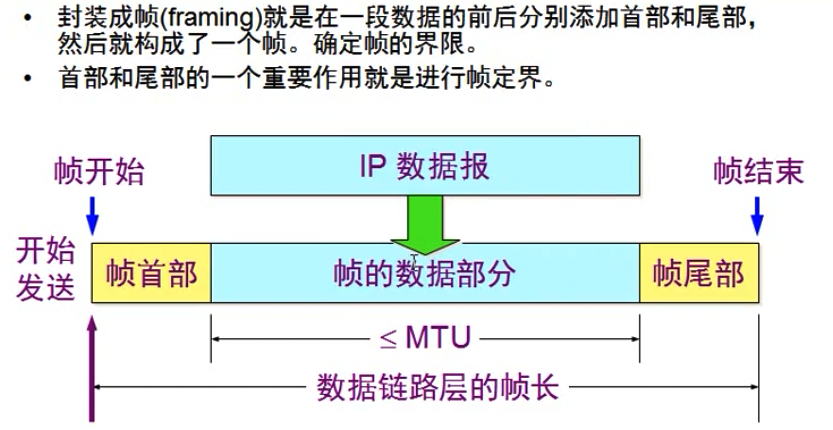 • 封装成帧(framing)就是在一段数据的前后分别添加首部和尾部，
然后就构成了一个帧。确定帧的界限。
• 首部和尾部的一个重要作用就是进行帧定界。
IP 数据报
帧开始
帧结束
开始
发送
帧首部
帧的数据部分
帧尾部
≤ MTU
数据链路层的帧长